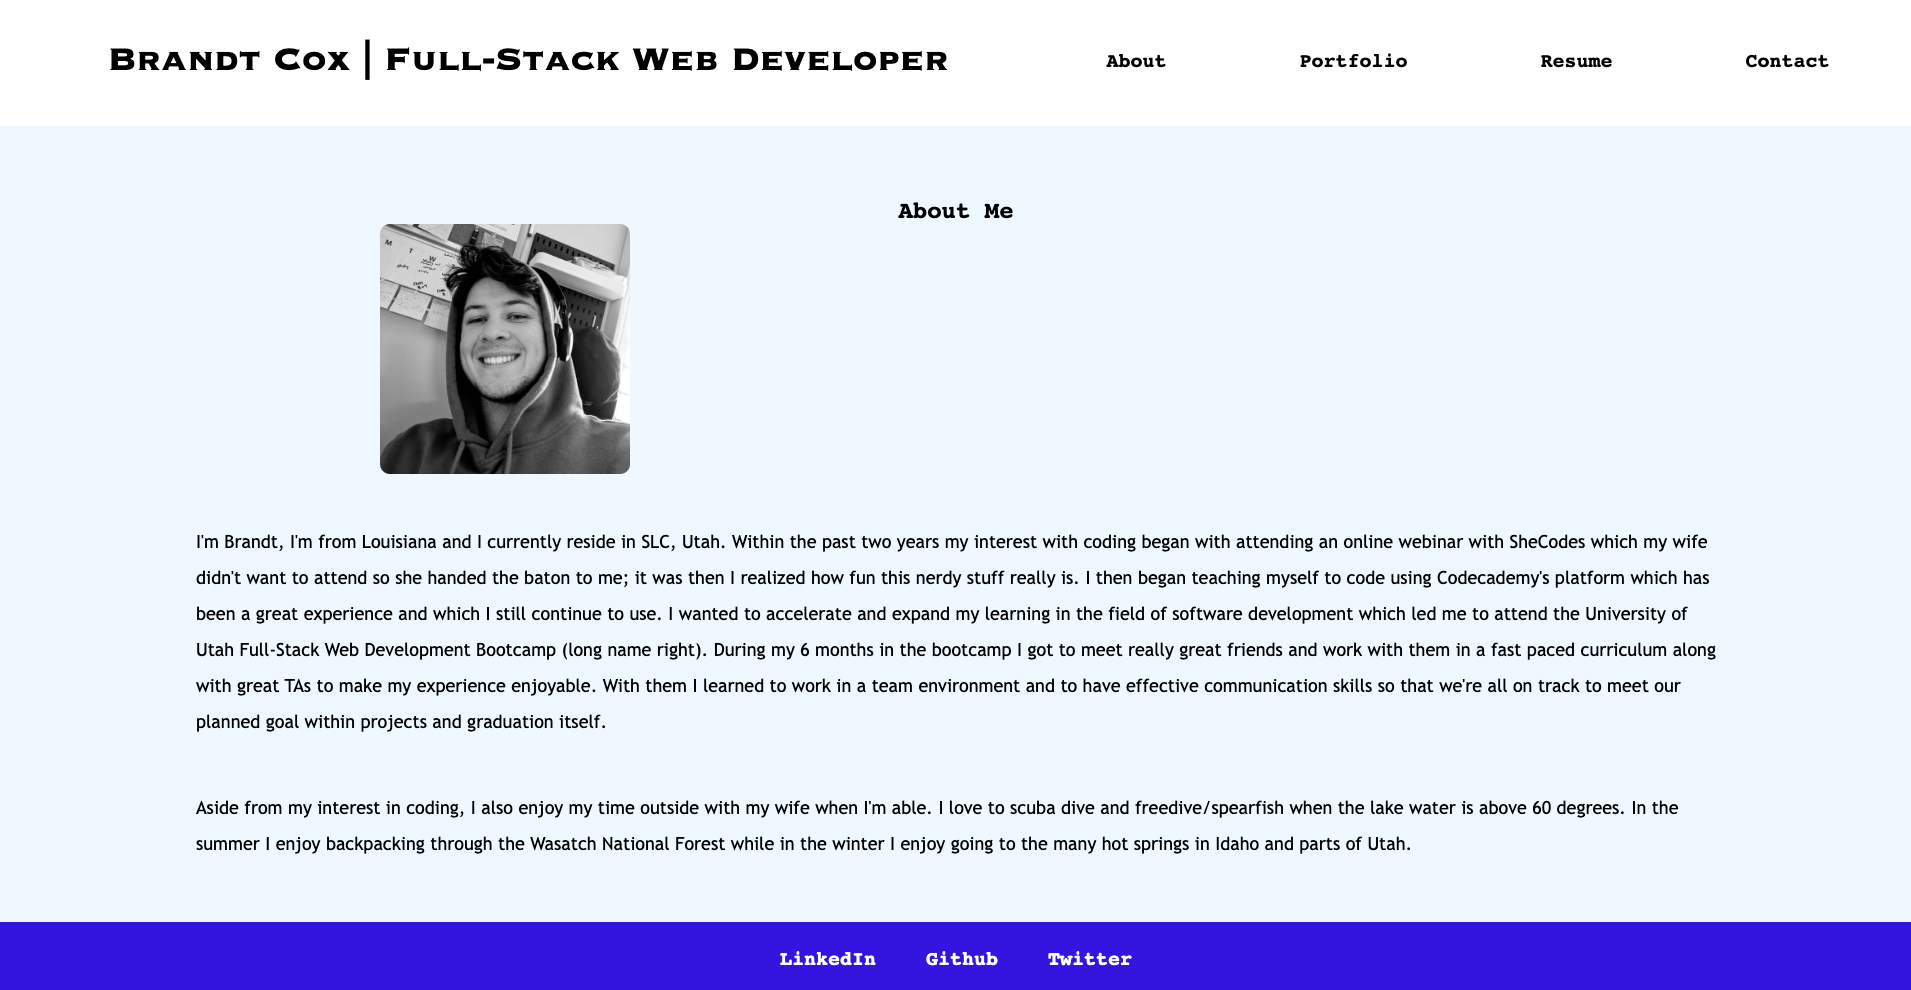 Brandt Cox | Full-Stack Web Developer
About
Portfolio
Resume
Contact
About Me
M
T
W
I'm Brandt, I'm from Louisiana and I currently reside in SLC, Utah. Within the past two years my interest with coding began with attending an online webinar with SheCodes which my wife
didn't want to attend so she handed the baton to me; it was then I realized how fun this nerdy stuff really is. I then began teaching myself to code using Codecademy's platform which has
been a great experience and which I still continue to use. I wanted to accelerate and expand my learning in the field of software development which led me to attend the University of
Utah Full-Stack Web Development Bootcamp (long name right). During my 6 months in the bootcamp I got to meet really great friends and work with them in a fast paced curriculum along
with great TAs to make my experience enjoyable. With them I learned to work in a team environment and to have effective communication skills so that we're all on track to meet our
planned goal within projects and graduation itself.
Aside from my interest in coding, I also enjoy my time outside with my wife when I'm able. I love to scuba dive and freedive/spearfish when the lake water is above 60 degrees. In the
summer I enjoy backpacking through the Wasatch National Forest while in the winter I enjoy going to the many hot springs in Idaho and parts of Utah.
LinkedIn
Github
Twitter